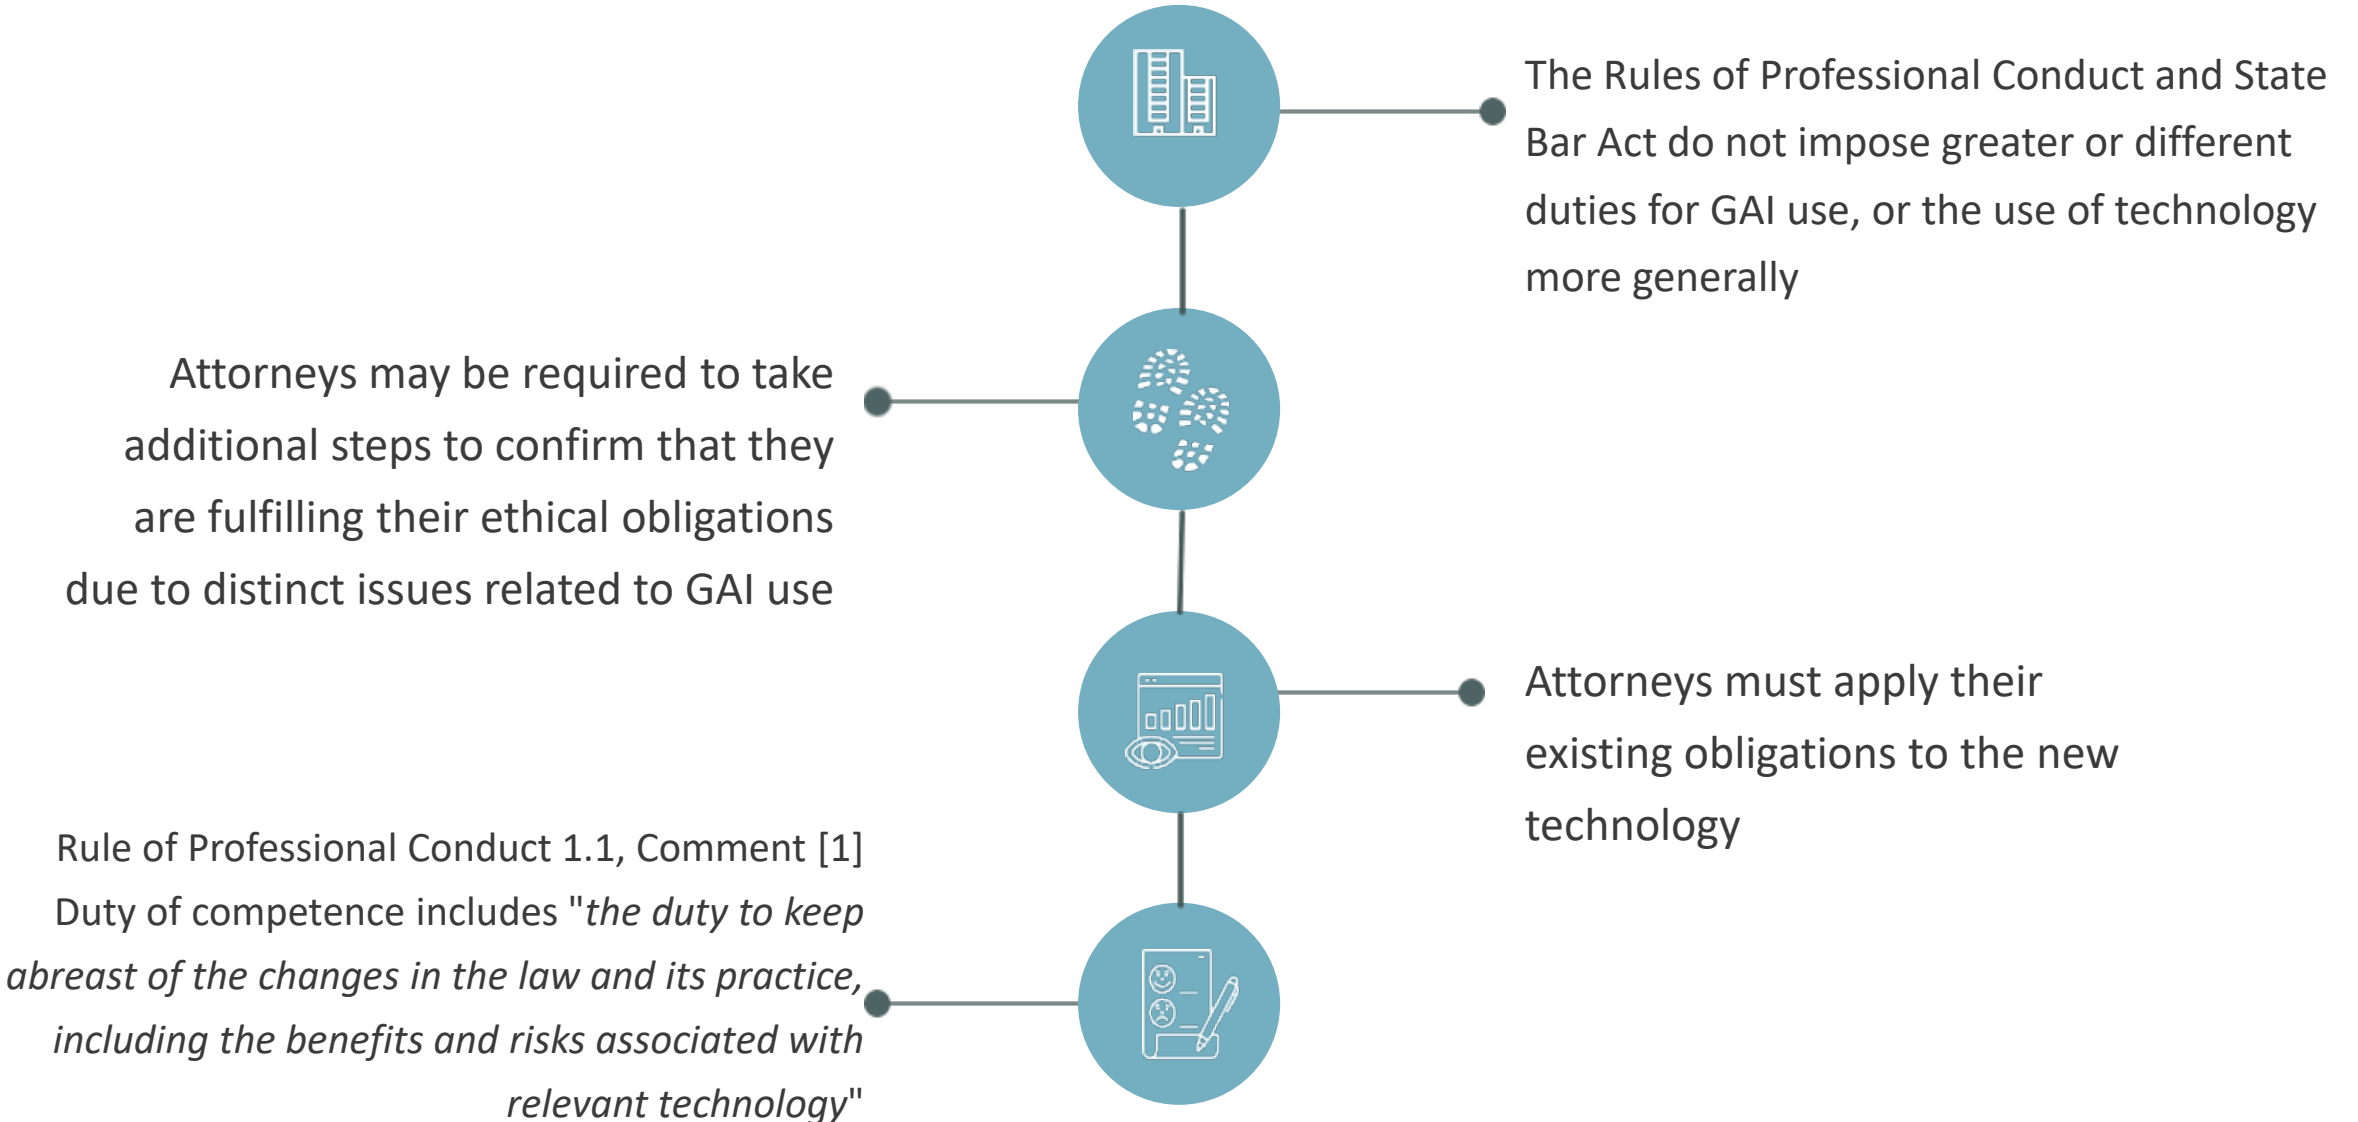 The Rules of Professional Conduct and State
Bar Act do not impose greater or different
duties for GAI use, or the use of technology
more generally
Attorneys may be required to take
additional steps to confirm that they
are fulfilling their ethical obligations
due to distinct issues related to GAI use
Attorneys must apply their
existing obligations to the new
technology
Rule of Professional Conduct 1.1, Comment [1]
Duty of competence includes "the duty to keep
abreast of the changes in the law and its practice,
including the benefits and risks associated with
relevant technology"